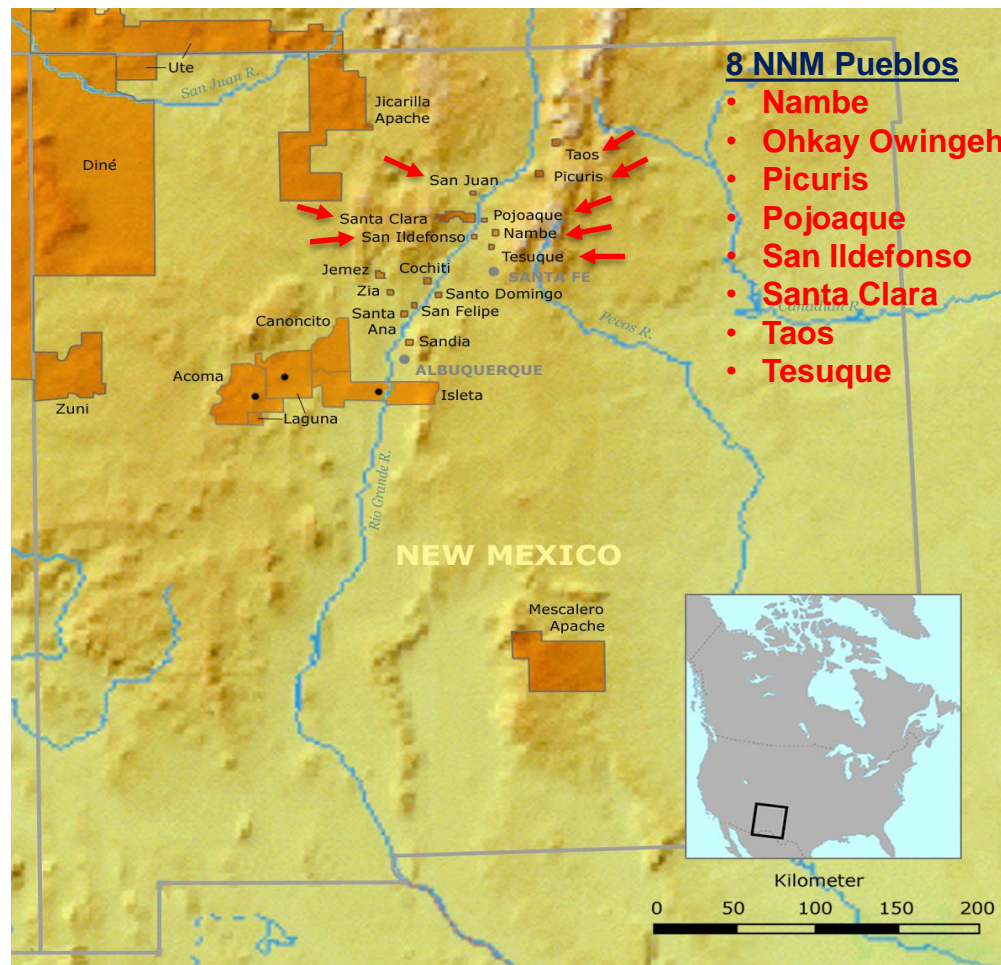 8 NNM Pueblos
• Nambe
• Ohkay Owingeh
• Picuris
• Pojoaque
• San Ildefonso
• Santa Clara
• Taos
• Tesuque
Ute
San Juan R.
Jicarilla
Apache
Diné
Taos
Picuris
San Juan
Santa Clara
Pojoaque
San Ildefonso
Nambe
Tesuque
Jemez
Cochiti
SANTA FE
Zia
Santo Domingo
Santa
Ana
San Felipe
Canoncito
Sandia
ALBUQUERQUE
Acoma
Isleta
Zuni
Laguna
Canadian R.
Pecos R.
Rio Grande R.
NEW MEXICO
Mescalero
Apache
Kilometer
0 50 100 150 200